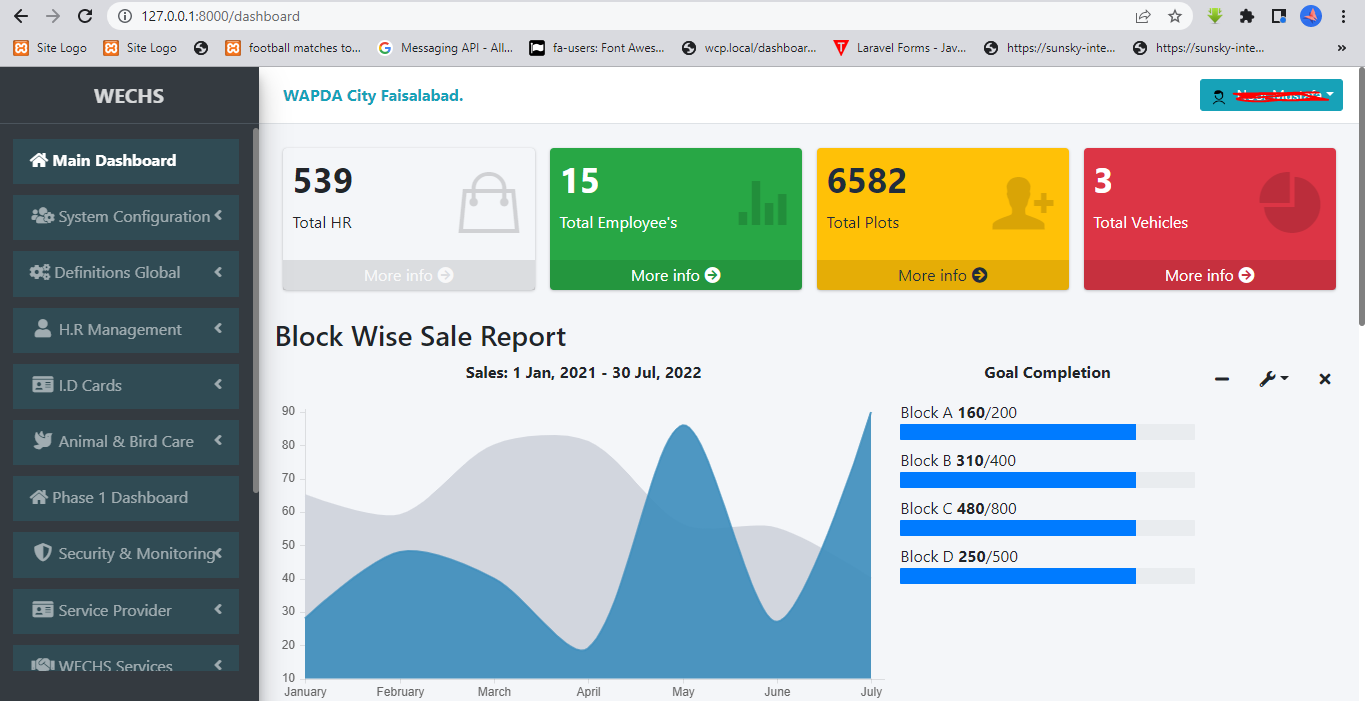 127.0.0.1:8000/dashboard
Site Logo Site Logo football matches to... Messaging API - All... fa-users: Font Awes... wcp.local/dashboar... Laravel Forms - Jav... https://sunsky-inte... https://sunsky-inte... »
WECHS
WAPDA City Faisalabad.
Main Dashboard
System Configuration
Definitions Global
H.R Management
I.D Cards
Animal & Bird Care
Phase 1 Dashboard
Security & Monitoring
Service Provider
WECHS Services
539
Total HR
More info
15
Total Employee's
More info
6582
Total Plots
More info
3
Total Vehicles
More info
Block Wise Sale Report
Sales: 1 Jan, 2021 - 30 Jul, 2022
90
80
70
60
50
40
30
20
10
January February March April May June July
Goal Completion
Block A 160/200
Block B 310/400
Block C 480/800
Block D 250/500